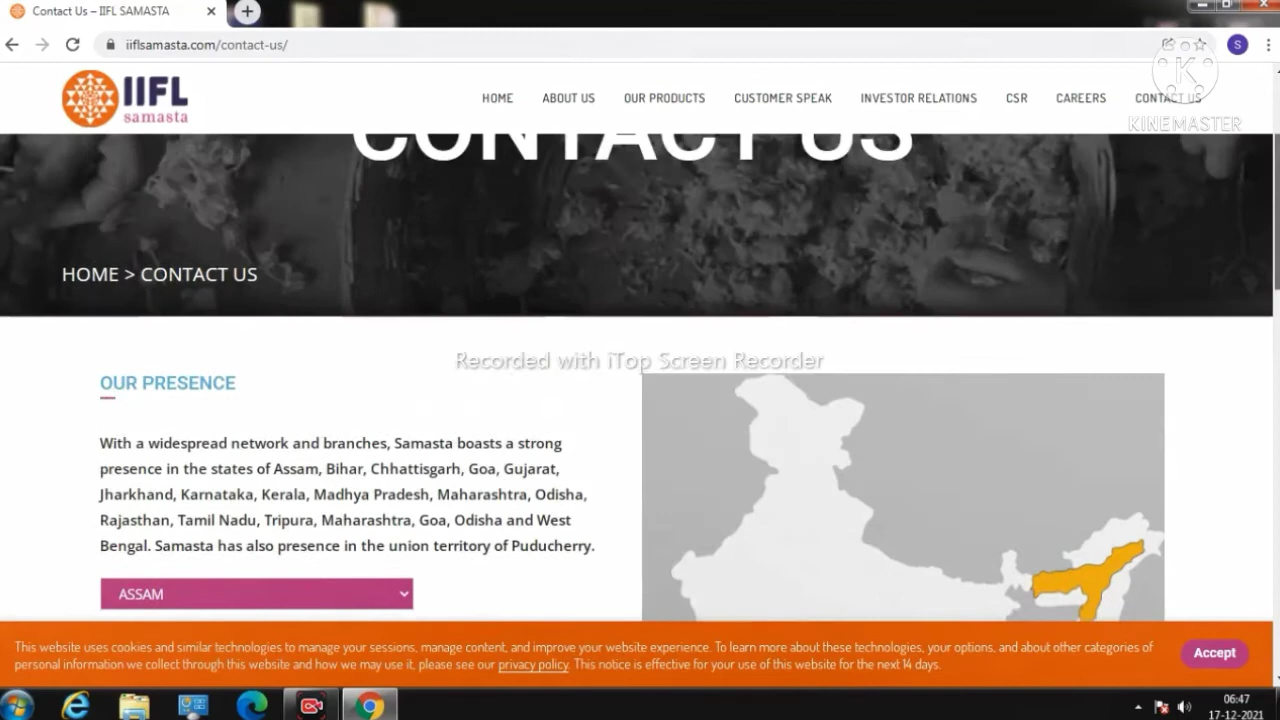 Contact Us – IIFL SAMASTA
iiflsamasta.com/contact-us/
S
IIFL
samasta
HOME ABOUT US OUR PRODUCTS CUSTOMER SPEAK INVESTOR RELATIONS CSR CAREERS CONTACT US
K
KINEMASTER
CONTACT US
HOME > CONTACT US
Recorded with iTop Screen Recorder
OUR PRESENCE
With a widespread network and branches, Samasta boasts a strong
presence in the states of Assam, Bihar, Chhattisgarh, Goa, Gujarat,
Jharkhand, Karnataka, Kerala, Madhya Pradesh, Maharashtra, Odisha,
Rajasthan, Tamil Nadu, Tripura, Maharashtra, Goa, Odisha and West
Bengal. Samasta has also presence in the union territory of Puducherry.
ASSAM
This website uses cookies and similar technologies to manage your sessions, manage content, and improve your website experience. To learn more about these technologies, your options, and about other categories of
personal information we collect through this website and how we may use it, please see our privacy policy. This notice is effective for your use of this website for the next 14 days.
Accept
06:47
17-12-2021